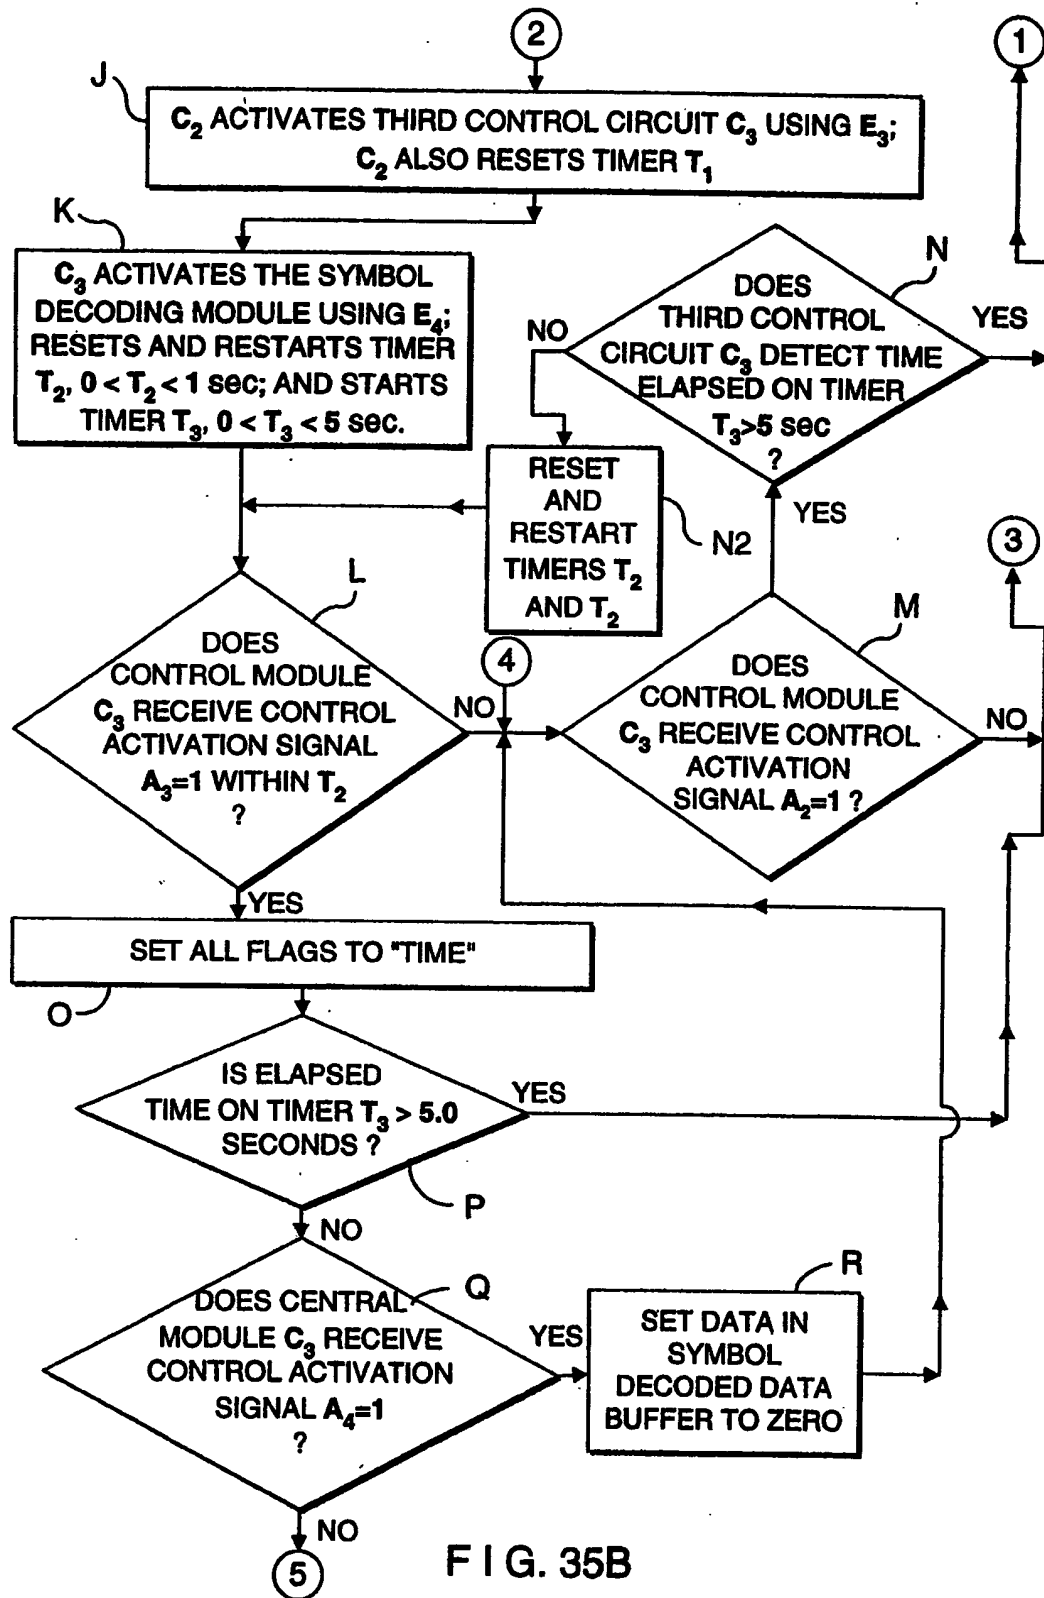 2
1
J
C₂ ACTIVATES THIRD CONTROL CIRCUIT C₃ USING E₃;
C₂ ALSO RESETS TIMER T₁
K
C₃ ACTIVATES THE SYMBOL
DECODING MODULE USING E₄;
RESETS AND RESTARTS TIMER
T₂, 0 < T₂ < 1 sec; AND STARTS
TIMER T₃, 0 < T₃ < 5 sec.
N
DOES
THIRD CONTROL
CIRCUIT C₃ DETECT TIME
ELAPSED ON TIMER
T₃>5 sec
?
NO
YES
YES
RESET
AND
RESTART
TIMERS T₂
AND T₂
N2
3
L
DOES
CONTROL MODULE
C₃ RECEIVE CONTROL
ACTIVATION SIGNAL
A₃=1 WITHIN T₂
?
NO
4
M
DOES
CONTROL MODULE
C₃ RECEIVE CONTROL
ACTIVATION
SIGNAL A₂=1 ?
NO
YES
SET ALL FLAGS TO "TIME"
O
IS ELAPSED
TIME ON TIMER T₃ > 5.0
SECONDS ?
YES
P
NO
Q
DOES CENTRAL
MODULE C₃ RECEIVE
CONTROL ACTIVATION
SIGNAL A₄=1
?
YES
R
SET DATA IN
SYMBOL
DECODED DATA
BUFFER TO ZERO
NO
5
FIG. 35B